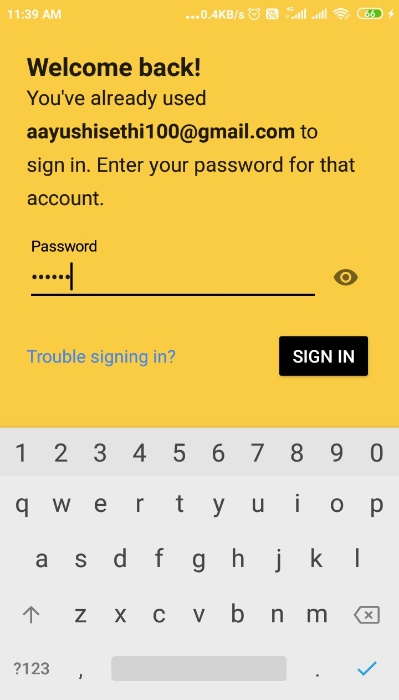 11:39 AM ...0.4KB/s 4G 66
Welcome back!
You've already used
aayushisethi100@gmail.com to
sign in. Enter your password for that
account.
Password
••••••
Trouble signing in?
SIGN IN
1 2 3 4 5 6 7 8 9 0
q w e r t y u i o p
a s d f g h j k l
z x c v b n m
?123 , .